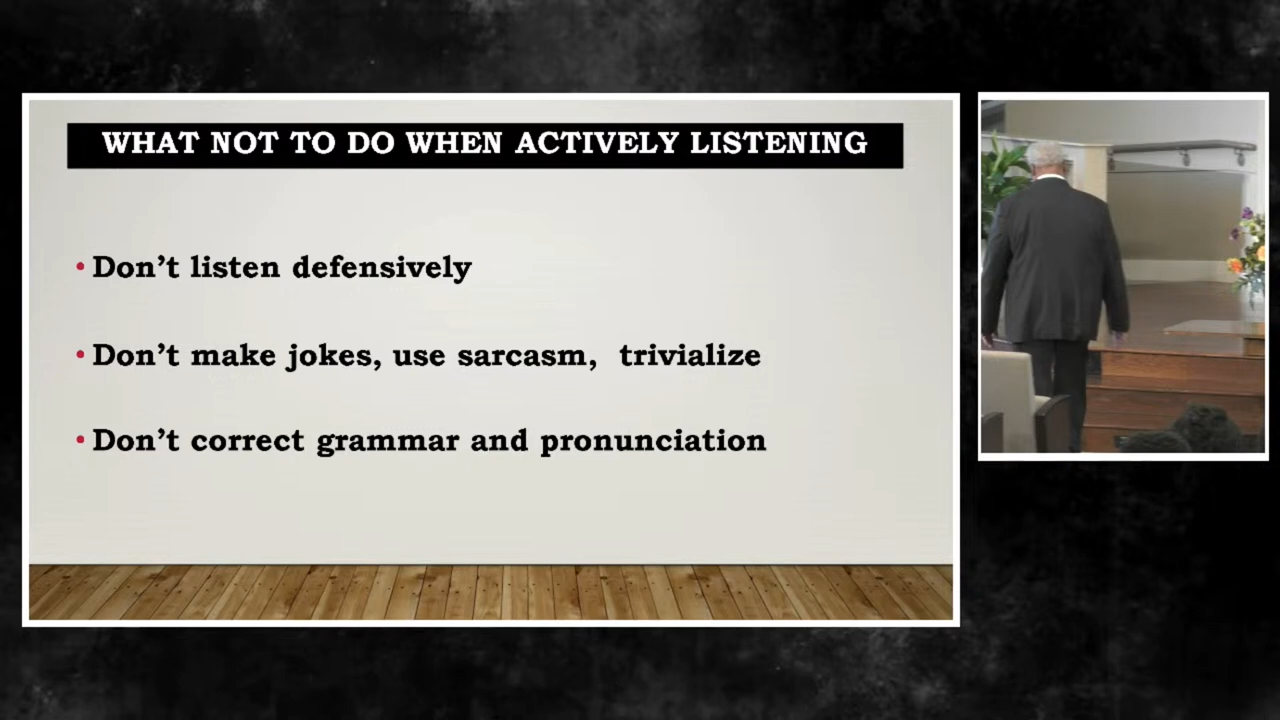 WHAT NOT TO DO WHEN ACTIVELY LISTENING
• Don’t listen defensively
• Don’t make jokes, use sarcasm,  trivialize
• Don’t correct grammar and pronunciation